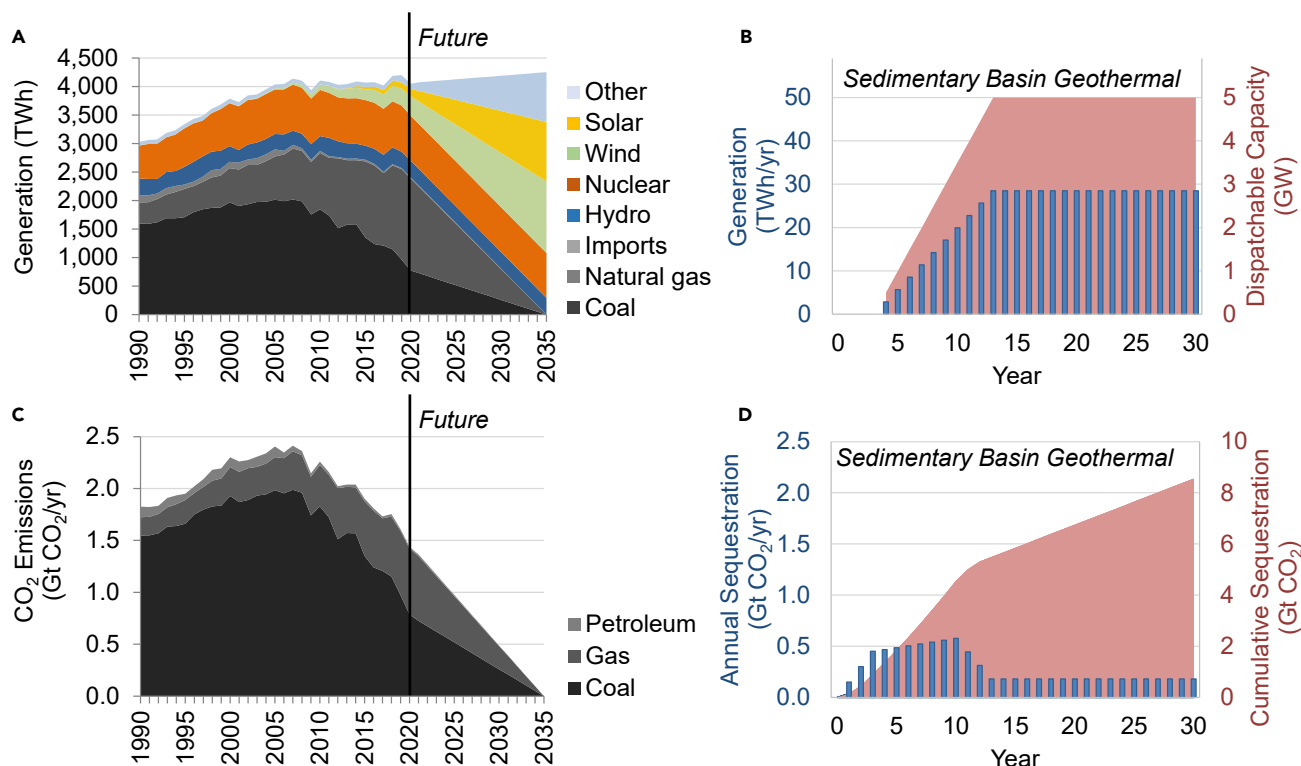 A
Future
Generation (TWh)
4,500
4,000
3,500
3,000
2,500
2,000
1,500
1,000
500
0
1990
1995
2000
2005
2010
2015
2020
2025
2030
2035
Other
Solar
Wind
Nuclear
Hydro
Imports
Natural gas
Coal
B
Sedimentary Basin Geothermal
Generation
(TWh/yr)
50
40
30
20
10
0
5
4
3
2
1
0
Dispatchable Capacity
(GW)
0
5
10
15
20
25
30
Year
C
Future
CO₂ Emissions
(Gt CO₂/yr)
2.5
2.0
1.5
1.0
0.5
0.0
1990
1995
2000
2005
2010
2015
2020
2025
2030
2035
Petroleum
Gas
Coal
D
Sedimentary Basin Geothermal
Annual Sequestration
(Gt CO₂/yr)
2.5
2.0
1.5
1.0
0.5
0.0
10
8
6
4
2
0
Cumulative Sequestration
(Gt CO₂)
0
5
10
15
20
25
30
Year